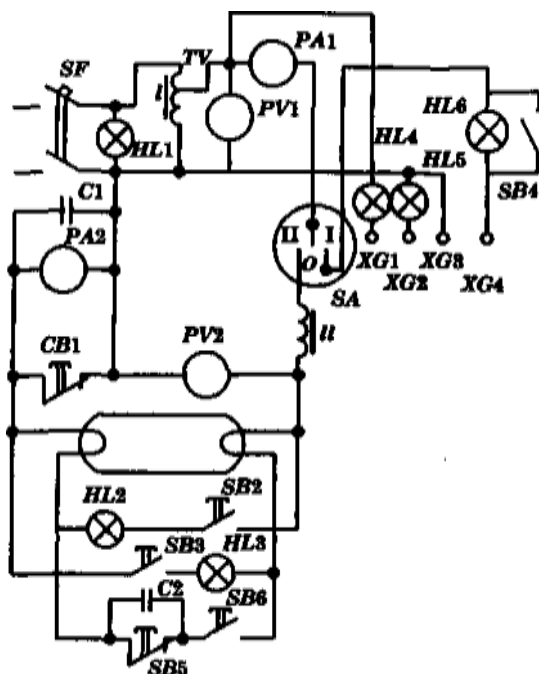 PA1
TV
SF
l
PV1
HL6
HL1
HL4
HL5
SB4
C1
PA2
II I
O
SA
XG1
XG2
XG3
XG4
CB1
PV2
ll
HL2
SB2
SB3
HL3
C2
SB6
SB5